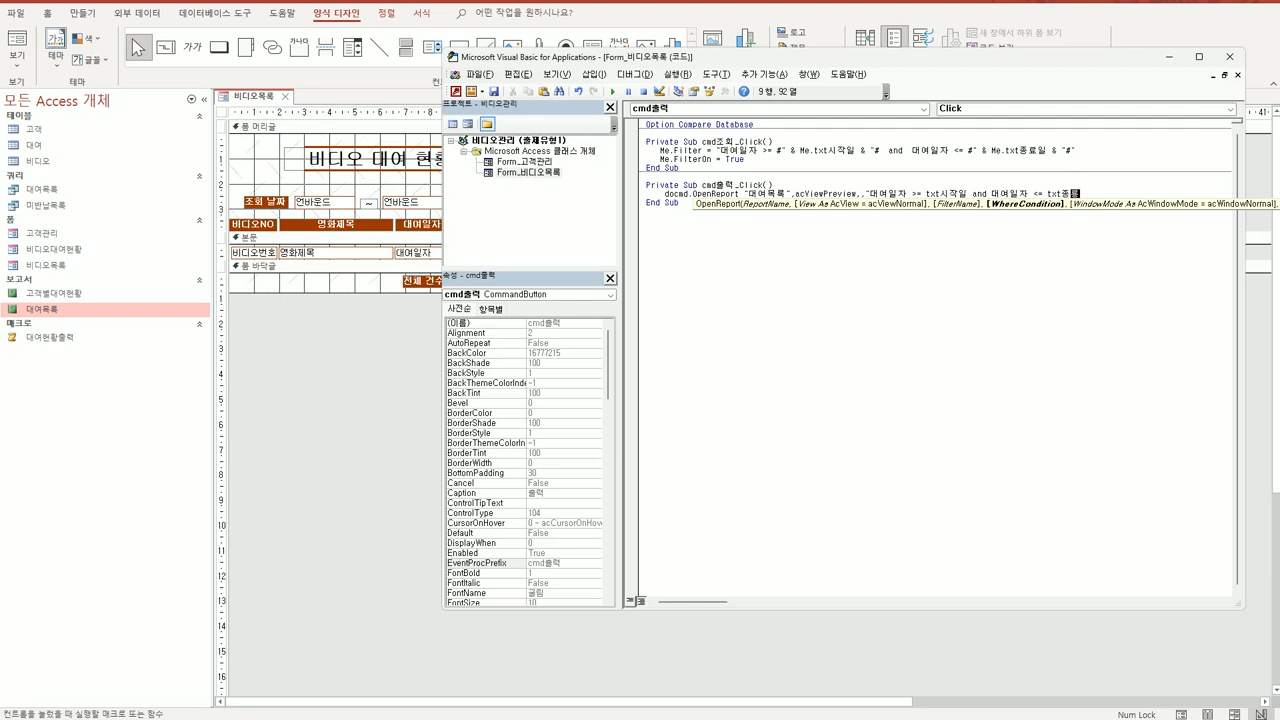 파일 홈 만들기 외부 데이터 데이터베이스 도구 도움말 양식 디자인 정렬 서식 어떤 작업을 원하시나요?
보기
보기
테마
색
글꼴
테마
가가
가나다
로고
새 창에서 하위 폼 보기
모든 Access 개체
테이블
고객
대여
비디오
쿼리
대여목록
미반납목록
폼
고객관리
비디오대여현황
비디오목록
보고서
고객별대여현황
대여목록
매크로
대여현황출력
비디오목록
폼 머리글
비디오 대여 현황
조회 날짜 언바운드 ~ 언바운드
비디오NO 영화제목 대여일자
본문
비디오번호 영화제목 대여일자
폼 바닥글
전체 건수
Microsoft Visual Basic for Applications - [Form_비디오목록 (코드)]
파일(F) 편집(E) 보기(V) 삽입(I) 디버그(D) 실행(R) 도구(T) 추가 기능(A) 창(W) 도움말(H)
9행, 92 열
프로젝트 - 비디오관리
비디오관리 (출제유형1)
Microsoft Access 클래스 개체
Form_고객관리
Form_비디오목록
속성 - cmd출력
cmd출력 CommandButton
사전순 항목별
(이름) cmd출력
Alignment 2
AutoRepeat False
BackColor 16777215
BackShade 100
BackStyle 1
BackThemeColorInde -1
BackTint 100
Bevel 0
BorderColor 0
BorderShade 100
BorderStyle 1
BorderThemeColorIn -1
BorderTint 100
BorderWidth 0
BottomPadding 30
Cancel False
Caption 출력
ControlTipText
ControlType 104
CursorOnHover 0 - acCursorOnHove
Default False
DisplayWhen 0
Enabled True
EventProcPrefix cmd출력
FontBold 1
FontItalic False
FontName 굴림
FontSize 10
cmd출력 Click
Option Compare Database
Private Sub cmd조회_Click()
Me.Filter = "대여일자 >= #" & Me.txt시작일 & "# and 대여일자 <= #" & Me.txt종료일 & "#"
Me.FilterOn = True
End Sub
Private Sub cmd출력_Click()
docmd.OpenReport "대여목록",acViewPreview,,"대여일자 >= txt시작일 and 대여일자 <= txt종료
End Sub
OpenReport(ReportName, [View As AcView = acViewNormal], [FilterName], [WhereCondition], [WindowMode As AcWindowMode = acWindowNormal],
컨트롤을 눌렀을 때 실행할 매크로 또는 함수
Num Lock